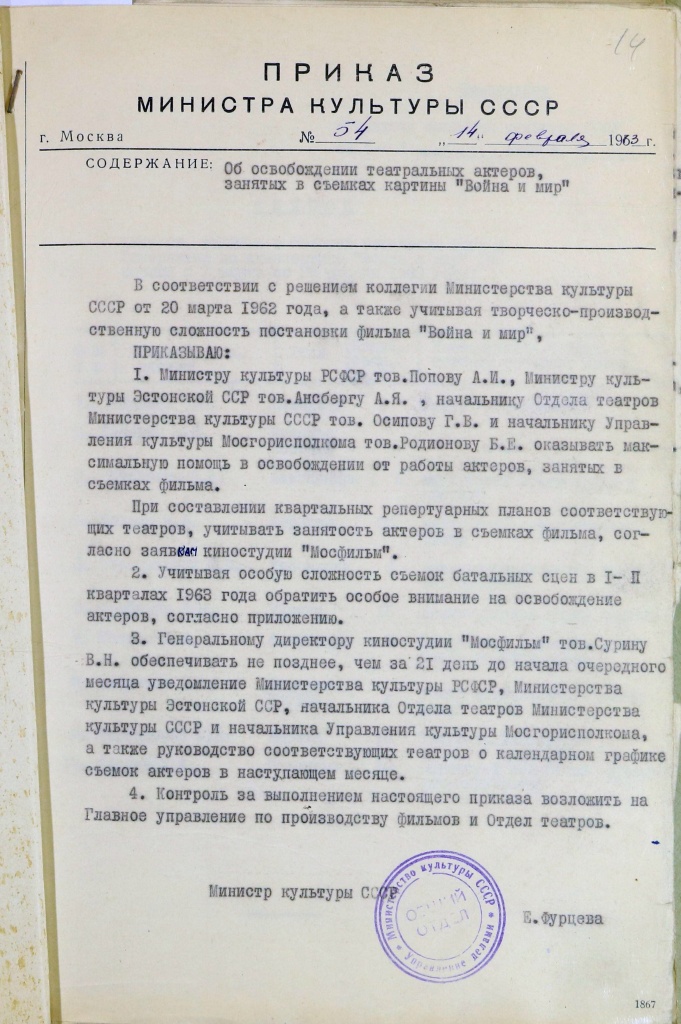 14
ПРИКАЗ
МИНИСТРА КУЛЬТУРЫ СССР
г. Москва № 54 „14" февраля 1963 г.
СОДЕРЖАНИЕ: Об освобождении театральных актеров,
занятых в съемках картины "Война и мир"
В соответствии с решением коллегии Министерства культуры
СССР от 20 марта 1962 года, а также учитывая творческо-производ-
ственную сложность постановки фильма "Война и мир",
ПРИКАЗЫВАЮ:
1. Министру культуры РСФСР тов.Попову А.И., Министру куль-
туры Эстонской ССР тов.Ансбергу А.Я. , начальнику Отдела театров
Министерства культуры СССР тов. Осипову Г.В. и начальнику Управ-
ления культуры Мосгорисполкома тов.Родионову Б.Е. оказывать мак-
симальную помощь в освобождении от работы актеров, занятых в
съемках фильма.
При составлении квартальных репертуарных планов соответствую-
щих театров, учитывать занятость актеров в съемках фильма, сог-
ласно заявкам киностудии "Мосфильм".
2. Учитывая особую сложность съемок батальных сцен в I- II
кварталах 1963 года обратить особое внимание на освобождение
актеров, согласно приложению.
3. Генеральному директору киностудии "Мосфильм" тов.Сурину
В.Н. обеспечивать не позднее, чем за 21 день до начала очередного
месяца уведомление Министерства культуры РСФСР, Министерства
культуры Эстонской ССР, начальника Отдела театров Министерства
культуры СССР и начальника Управления культуры Мосгорисполкома,
а также руководство соответствующих театров о календарном графике
съемок актеров в наступающем месяце.
4. Контроль за выполнением настоящего приказа возложить на
Главное управление по производству фильмов и Отдел театров.
Министр культуры СССР
Министерство культуры СССР
ОБЩИЙ
ОТДЕЛ
Управление делами
Е.Фурцева
1867